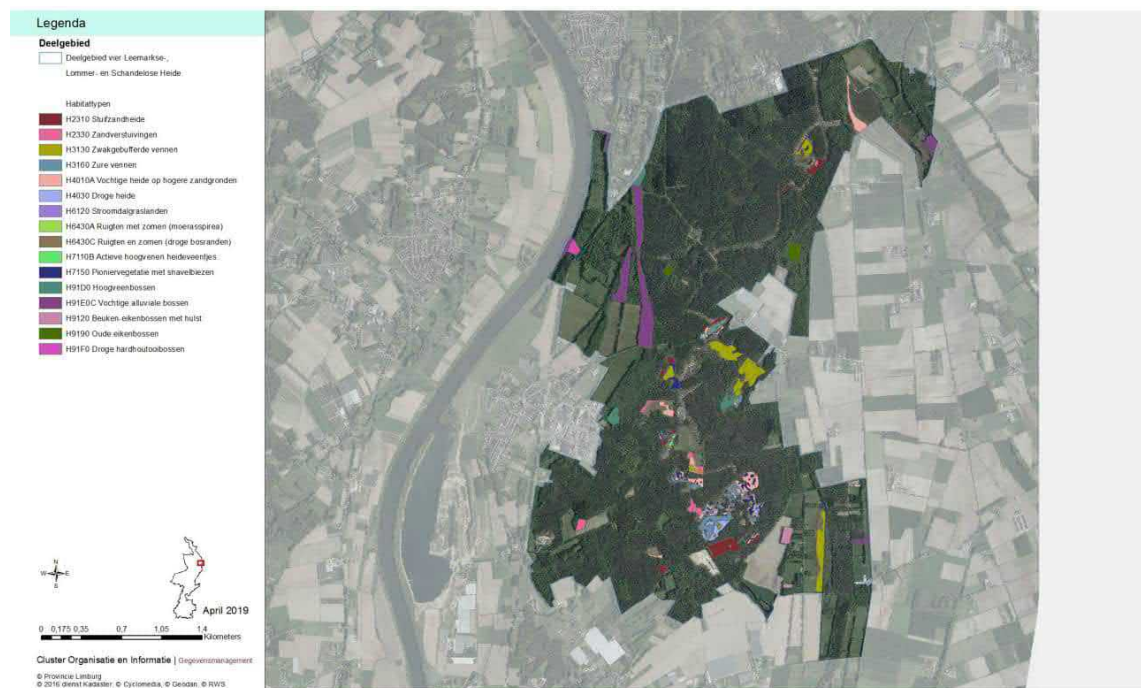 Legenda
Deelgebied
Deelgebied vier Leemarkse-,
Lommer- en Schandelose Heide
Habitattypen
H2310 Stuifzandheide
H2330 Zandverstuivingen
H3130 Zwakgebufferde vennen
H3160 Zure vennen
H4010A Vochtige heide op hogere zandgronden
H4030 Droge heide
H6120 Stroomdalgraslanden
H6430A Ruigten met zomen (moerasspirea)
H6430C Ruigten en zomen (droge bosranden)
H7110B Actieve hoogvenen heideveentjes
H7150 Pioniervegetatie met snavelbiezen
H91D0 Hoogveenbossen
H91E0C Vochtige alluviale bossen
H9120 Beuken-eikenbossen met hulst
H9190 Oude eikenbossen
H91F0 Droge hardhoutooibossen
N
W E
S
April 2019
0 0,175 0,35 0,7 1,05 1,4
Kilometers
Cluster Organisatie en Informatie | Gegevensmanagement
© Provincie Limburg
© 2016 dienst Kadaster. © Cyclomedia, © Geodan, © RWS